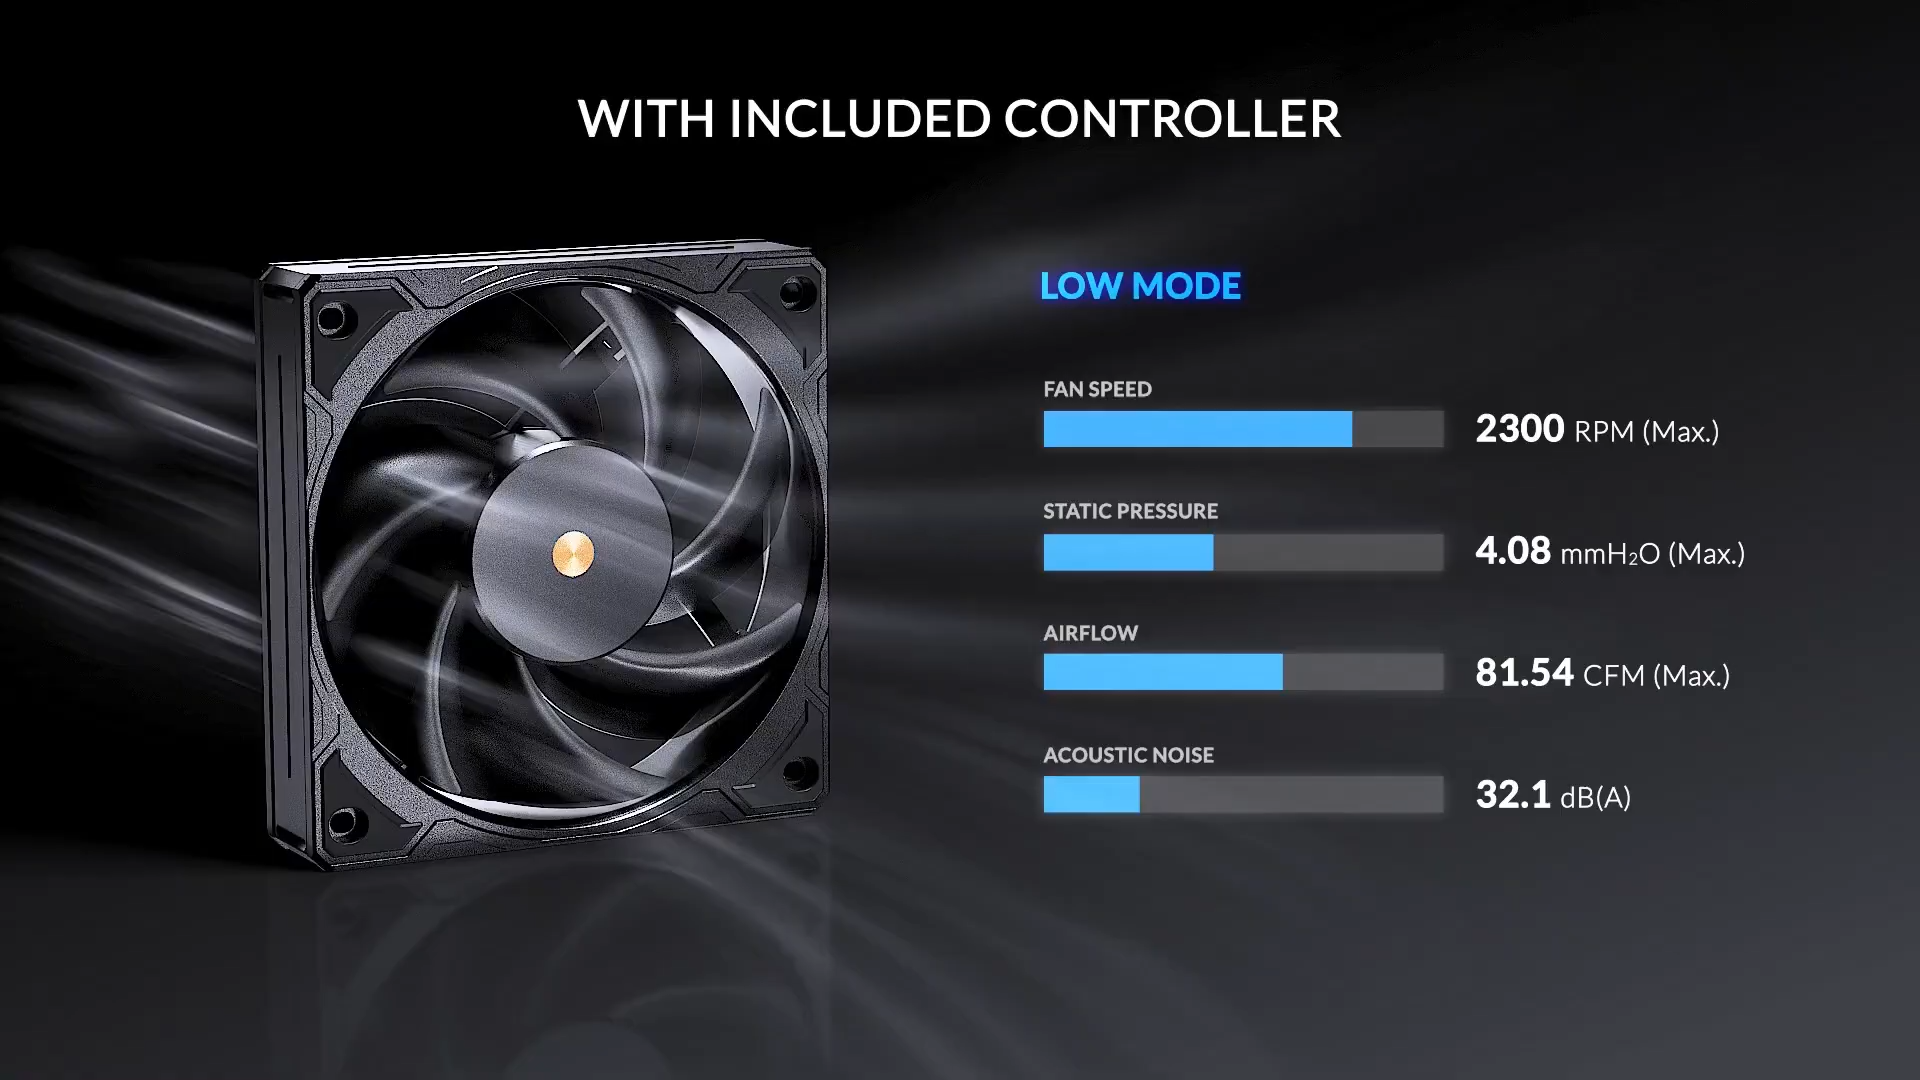 WITH INCLUDED CONTROLLER
LOW MODE
FAN SPEED
2300 RPM (Max.)
STATIC PRESSURE
4.08 mmH₂O (Max.)
AIRFLOW
81.54 CFM (Max.)
ACOUSTIC NOISE
32.1 dB(A)